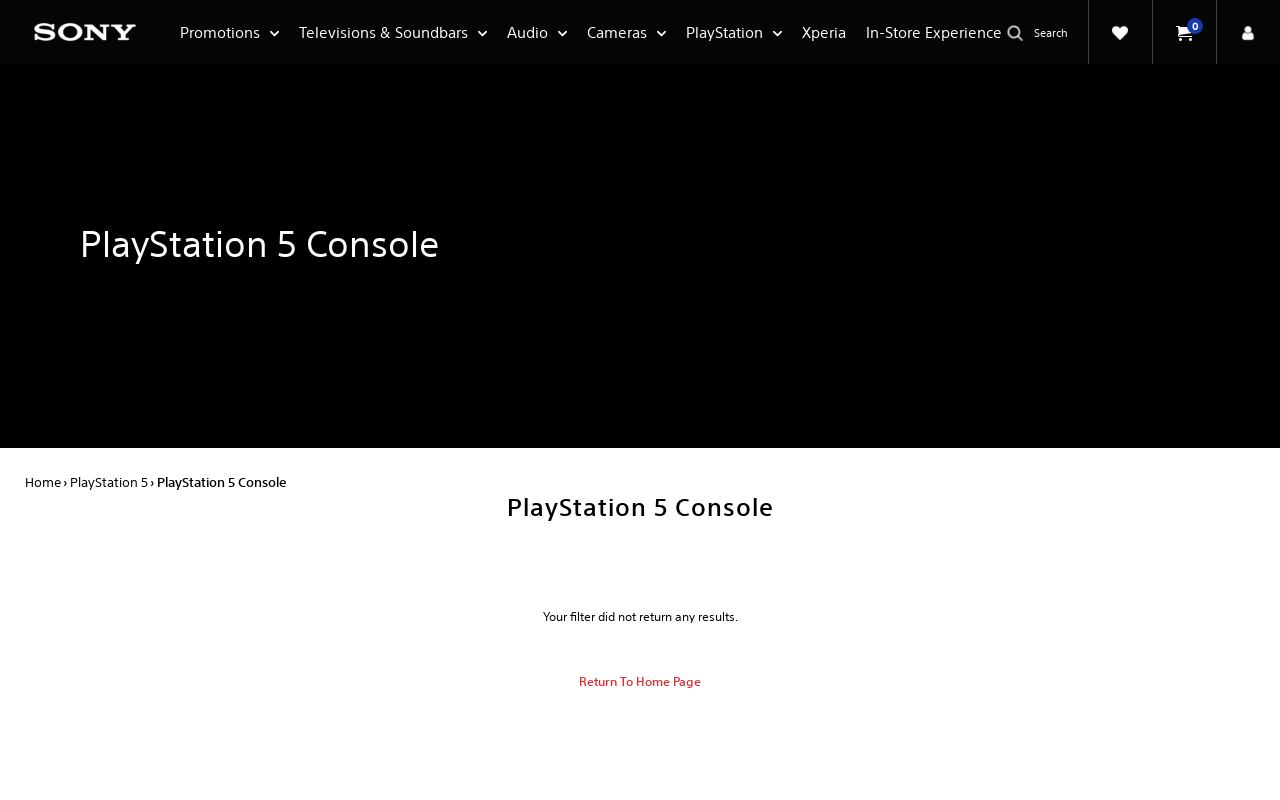 SONY Promotions Televisions & Soundbars Audio Cameras PlayStation Xperia In-Store Experience Search 0
PlayStation 5 Console
Home › PlayStation 5 › PlayStation 5 Console
PlayStation 5 Console
Your filter did not return any results.
Return To Home Page